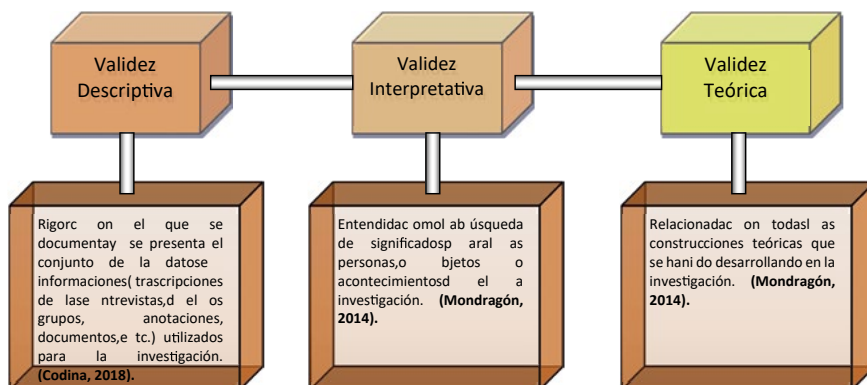 Validez
Descriptiva
Validez
Interpretativa
Validez
Teórica
Rigorc on el que se
documentay se presenta el
conjunto de la datose
informaciones( trascripciones
de lase ntrevistas,d el os
grupos, anotaciones,
documentos,e tc.) utilizados
para la investigación.
(Codina, 2018).
Entendidac omol ab úsqueda
de significadosp aral as
personas,o bjetos o
acontecimientosd el a
investigación. (Mondragón,
2014).
Relacionadac on todasl as
construcciones teóricas que
se hani do desarrollando en la
investigación. (Mondragón,
2014).